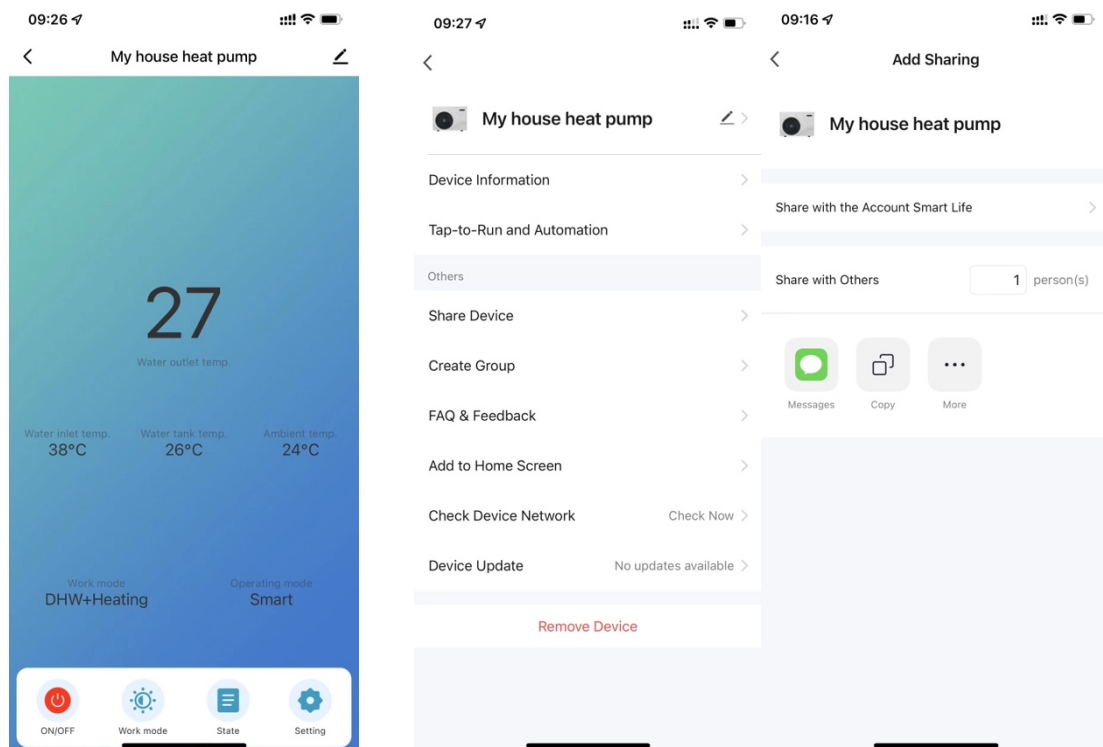 09:26
My house heat pump
27
Water outlet temp.
Water inlet temp. Water tank temp. Ambient temp.
38°C 26°C 24°C
Work mode Operating mode
DHW+Heating Smart
ON/OFF Work mode State Setting
09:27
My house heat pump
Device Information
Tap-to-Run and Automation
Others
Share Device
Create Group
FAQ & Feedback
Add to Home Screen
Check Device Network Check Now
Device Update No updates available
Remove Device
09:16
Add Sharing
My house heat pump
Share with the Account Smart Life
Share with Others 1 person(s)
Messages Copy More